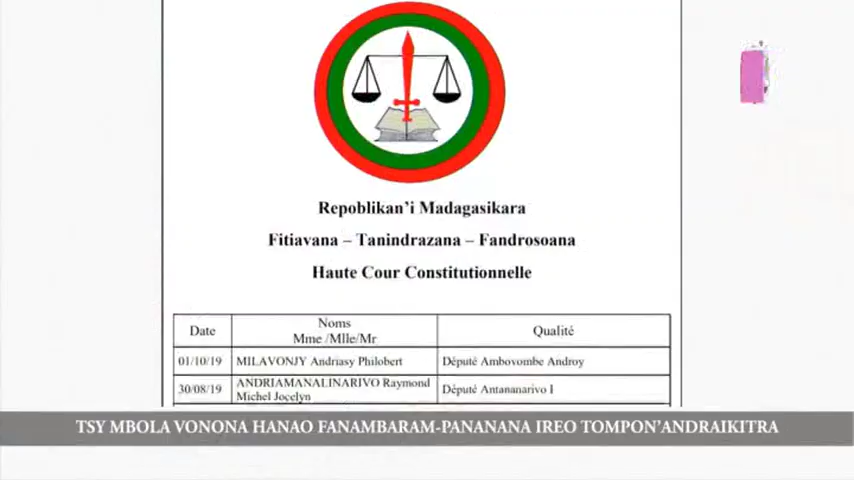 Repoblikan'i Madagasikara
Fitiavana – Tanindrazana – Fandrosoana
Haute Cour Constitutionnelle
Date Noms Mme /Mlle/Mr Qualité
01/10/19 MILAVONJY Andriasy Philobert Député Ambovombe Androy
30/08/19 ANDRIAMANALINARIVO Raymond Michel Jocelyn Député Antananarivo I
TSY MBOLA VONONA HANAO FANAMBARAM-PANANANA IREO TOMPON'ANDRAIKITRA